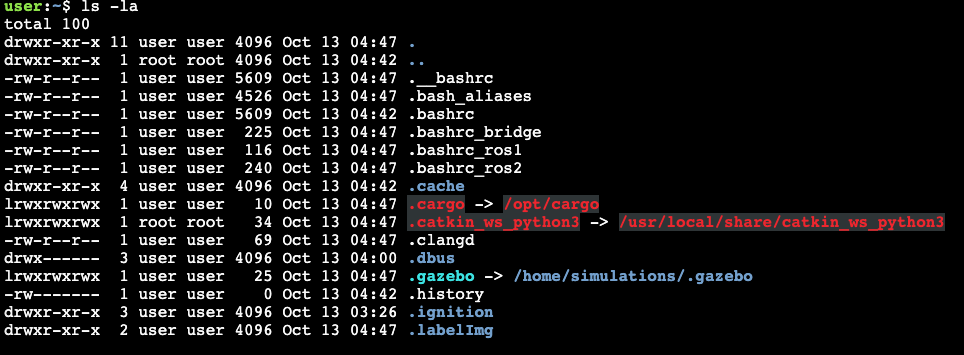 user:~$ ls -la
total 100
drwxr-xr-x 11 user user 4096 Oct 13 04:47 .
drwxr-xr-x  1 root root 4096 Oct 13 04:42 ..
-rw-r--r--  1 user user 5609 Oct 13 04:47 .__bashrc
-rw-r--r--  1 user user 4526 Oct 13 04:47 .bash_aliases
-rw-r--r--  1 user user 5609 Oct 13 04:42 .bashrc
-rw-r--r--  1 user user  225 Oct 13 04:47 .bashrc_bridge
-rw-r--r--  1 user user  116 Oct 13 04:47 .bashrc_ros1
-rw-r--r--  1 user user  240 Oct 13 04:47 .bashrc_ros2
drwxr-xr-x  4 user user 4096 Oct 13 04:42 .cache
lrwxrwxrwx  1 user user   10 Oct 13 04:47 .cargo -> /opt/cargo
lrwxrwxrwx  1 root root   34 Oct 13 04:47 .catkin_ws_python3 -> /usr/local/share/catkin_ws_python3
-rw-r--r--  1 user user   69 Oct 13 04:47 .clangd
drwx------  3 user user 4096 Oct 13 04:00 .dbus
lrwxrwxrwx  1 user user   25 Oct 13 04:47 .gazebo -> /home/simulations/.gazebo
-rw-------  1 user user    0 Oct 13 04:42 .history
drwxr-xr-x  3 user user 4096 Oct 13 03:26 .ignition
drwxr-xr-x  2 user user 4096 Oct 13 04:47 .labelImg